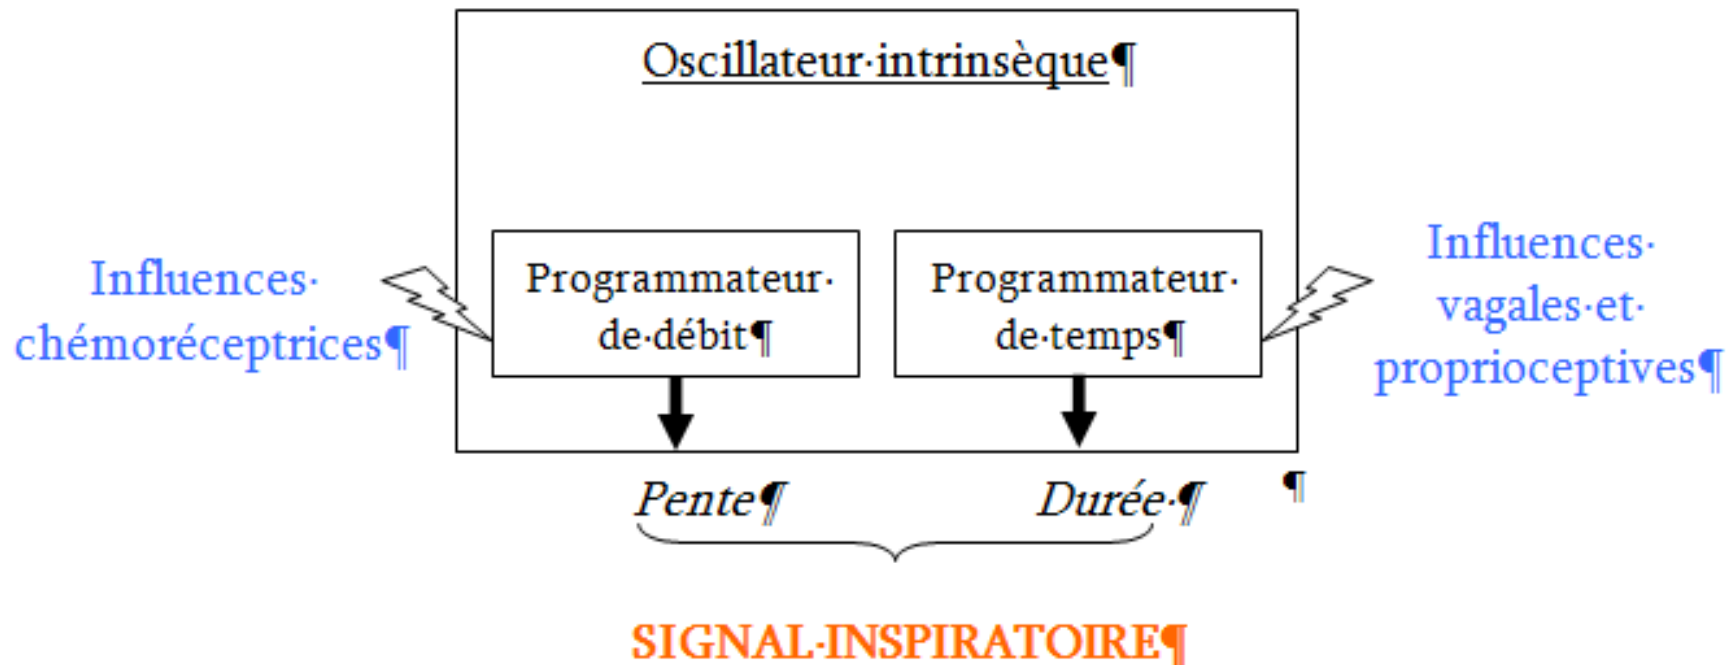 Oscillateur·intrinsèque¶
Influences·
chémoréceptrices¶
Programmateur·
de·débit¶
Programmateur·
de·temps¶
Influences·
vagales·et·
proprioceptives¶
Pente¶
Durée·¶
¶
SIGNAL·INSPIRATOIRE¶